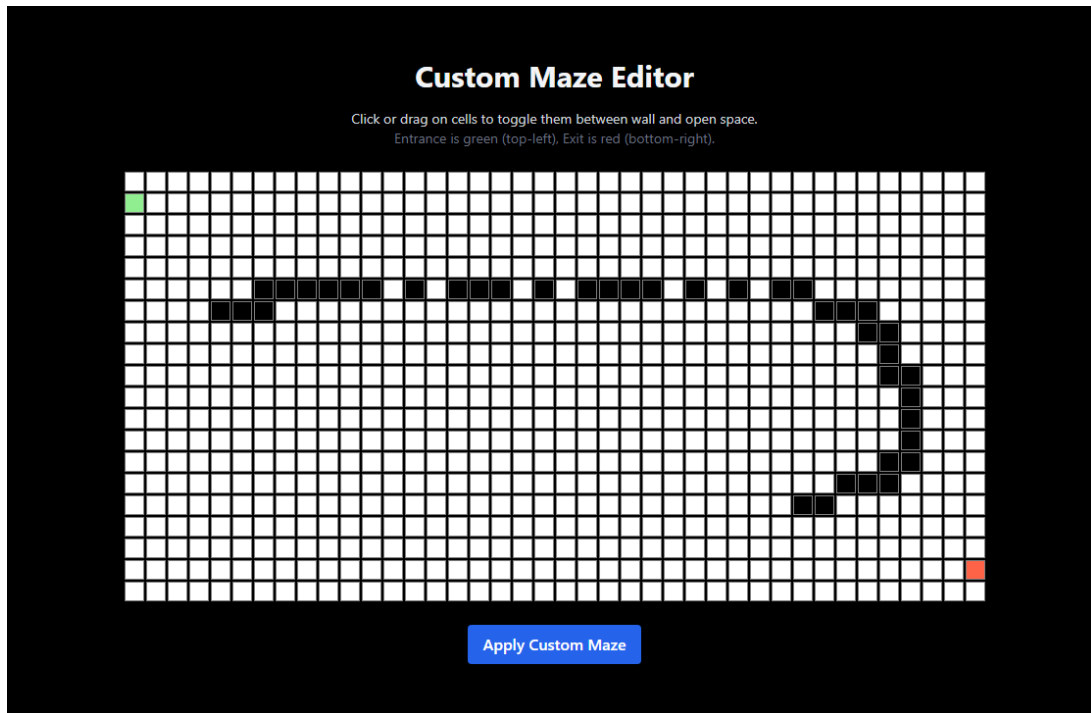 Custom Maze Editor
Click or drag on cells to toggle them between wall and open space.
Entrance is green (top-left), Exit is red (bottom-right).
Apply Custom Maze